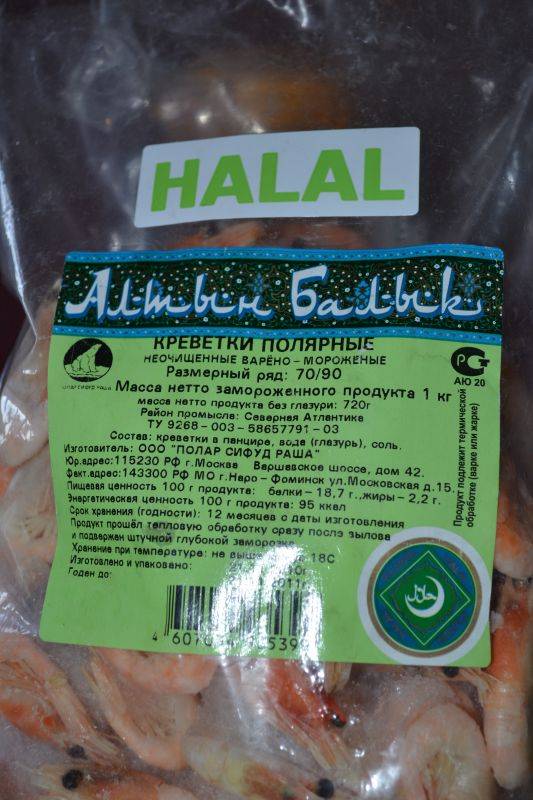 HALAL
Алтын Балык
КРЕВЕТКИ ПОЛЯРНЫЕ
НЕОЧИЩЕННЫЕ ВАРЁНО – МОРОЖЕНЫЕ
Размерный ряд: 70/90
Масса нетто замороженного продукта 1 кг
масса нетто продукта без глазури: 720г
Район промысла: Северная Атлантика
ТУ 9268 – 003 – 58657791 – 03
Состав: креветки в панцире, вода (глазурь), соль.
Изготовитель: ООО "ПОЛАР СИФУД РАША"
Юр.адрес:115230 РФ г.Москва Варшавское шоссе, дом 42.
Факт.адрес:143300 РФ МО г.Наро – Фоминск ул.Московская д.15.
Пищевая ценность 100 г продукта: белки – 18,7 г.,жиры – 2,2 г.
Энергетическая ценность 100 г продукта: 95 ккал
Срок хранения (годности): 12 месяцев с даты изготовления
Продукт прошёл тепловую обработку сразу после вылова
и подвержен штучной глубокой заморозке
Хранение при температуре: не выше 18С
Изготовлено и упаковано:
Годен до:
АЮ 20
Продукт подлежит термической
обработке (варке или жарке)
حلال